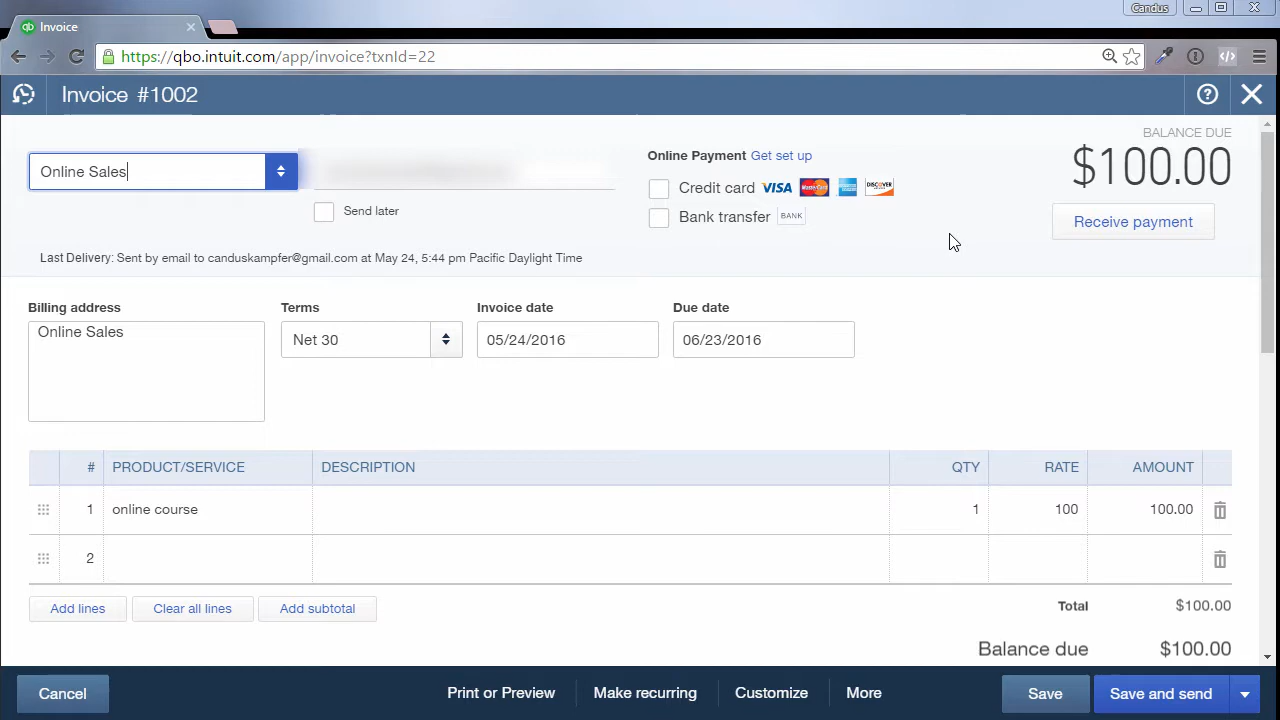 Candus
Invoice
https://qbo.intuit.com/app/invoice?txnId=22
Invoice #1002
BALANCE DUE
$100.00
Online Sales
Online Payment Get set up
Credit card VISA MasterCard DISCOVER
Send later
Bank transfer BANK
Receive payment
Last Delivery: Sent by email to canduskampfer@gmail.com at May 24, 5:44 pm Pacific Daylight Time
Billing address Terms Invoice date Due date
Online Sales Net 30 05/24/2016 06/23/2016
# PRODUCT/SERVICE DESCRIPTION QTY RATE AMOUNT
1 online course 1 100 100.00
2
Add lines Clear all lines Add subtotal Total $100.00
Balance due $100.00
Cancel Print or Preview Make recurring Customize More Save Save and send